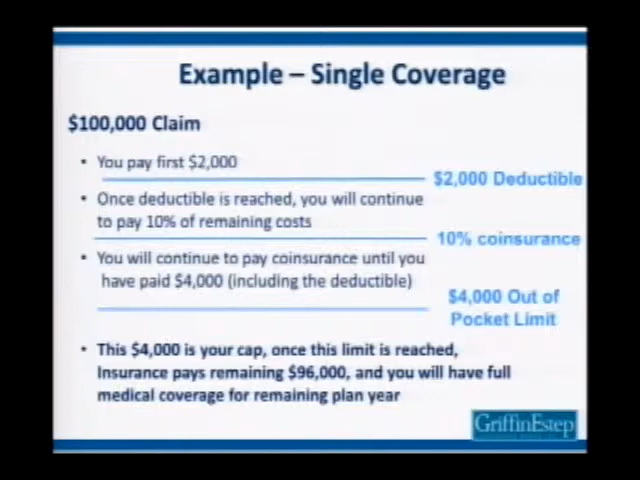 Example – Single Coverage
$100,000 Claim
• You pay first $2,000
$2,000 Deductible
• Once deductible is reached, you will continue
to pay 10% of remaining costs
10% coinsurance
• You will continue to pay coinsurance until you
have paid $4,000 (including the deductible)
$4,000 Out of
Pocket Limit
• This $4,000 is your cap, once this limit is reached,
Insurance pays remaining $96,000, and you will have full
medical coverage for remaining plan year
GriffinEstep